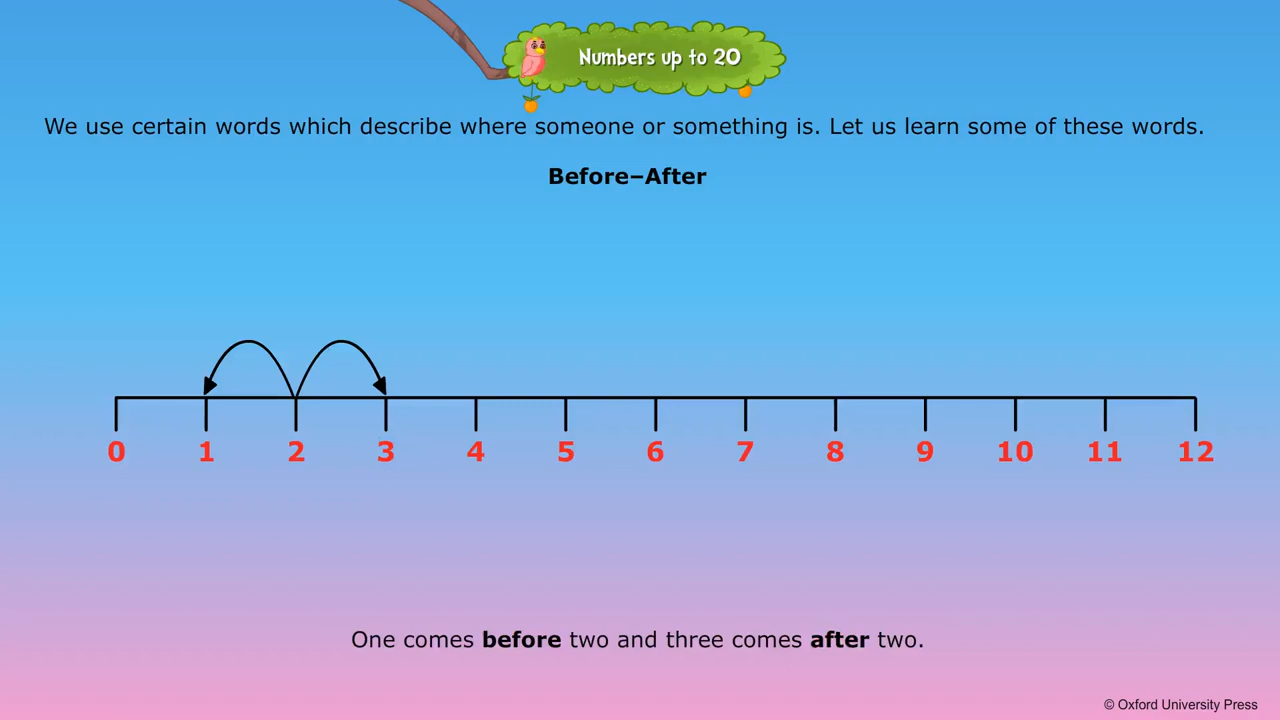 Numbers up to 20
We use certain words which describe where someone or something is. Let us learn some of these words.
Before–After
0 1 2 3 4 5 6 7 8 9 10 11 12
One comes before two and three comes after two.
© Oxford University Press